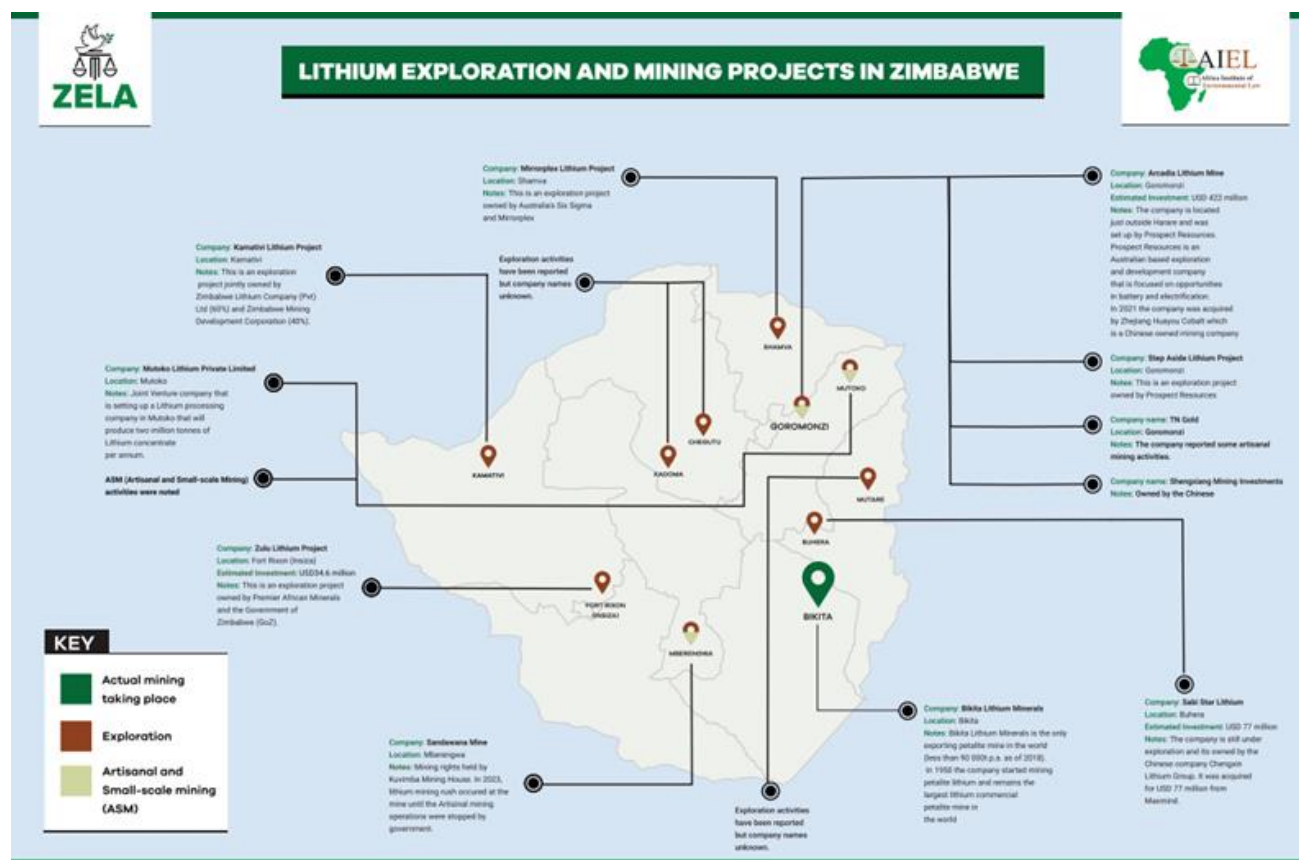 ZELA
LITHIUM EXPLORATION AND MINING PROJECTS IN ZIMBABWE
AIEL
Africa Institute of
Environmental Law
Company: Mirrorplex Lithium Project
Location: Shamva
Notes: This is an exploration project
owned by Australia's Six Sigma
and Mirrorplex
Company: Arcadia Lithium Mine
Location: Goromonzi
Estimated Investment: USD 422 million
Notes: The company is located
just outside Harare and was
set up by Prospect Resources.
Prospect Resources is an
Australian based exploration
and development company
that is focused on opportunities
in battery and electrification.
In 2021 the company was acquired
by Zhejiang Huayou Cobalt which
is a Chinese owned mining company
Company: Kamativi Lithium Project
Location: Kamativi
Notes: This is an exploration
project jointly owned by
Zimbabwe Lithium Company (Pvt)
Ltd (60%) and Zimbabwe Mining
Development Corporation (40%).
Exploration activities
have been reported
but company names
unknown.
Company: Mutoko Lithium Private Limited
Location: Mutoko
Notes: Joint Venture company that
is setting up a Lithium processing
company in Mutoko that will
produce two million tonnes of
Lithium concentrate
per annum.
ASM (Artisanal and Small-scale Mining)
activities were noted
Company: Step Aside Lithium Project
Location: Goromonzi
Notes: This is an exploration project
owned by Prospect Resources
Company name: TN Gold
Location: Goromonzi
Notes: The company reported some artisanal
mining activities.
Company name: Shengxiang Mining Investments
Notes: Owned by the Chinese
SHAMVA
MUTOKO
GOROMONZI
CHEGUTU
KADOMA
KAMATIVI
MUTARE
BUHERA
BIKITA
FORT RIXON
(INSIZA)
MBERENGWA
Company: Zulu Lithium Project
Location: Fort Rixon (Insiza)
Estimated Investment: USD34.6 million
Notes: This is an exploration project
owned by Premier African Minerals
and the Government of
Zimbabwe (GoZ).
KEY
Actual mining
taking place
Exploration
Artisanal and
Small-scale mining
(ASM)
Company: Sandawana Mine
Location: Mberengwa
Notes: Mining rights held by
Kuvimba Mining House. In 2023,
lithium mining rush occured at the
mine until the Artisinal mining
operations were stopped by
government.
Exploration activities
have been reported
but company names
unknown.
Company: Bikita Lithium Minerals
Location: Bikita
Notes: Bikita Lithium Minerals is the only
exporting petalite mine in the world
(less than 90 000t p.a. as of 2018).
In 1950 the company started mining
petalite lithium and remains the
largest lithium commercial
petalite mine in
the world
Company: Sabi Star Lithium
Location: Buhera
Estimated Investment: USD 77 million
Notes: The company is still under
exploration and its owned by the
Chinese company Chengxin
Lithium Group. It was acquired
for USD 77 million from
Maxmind.